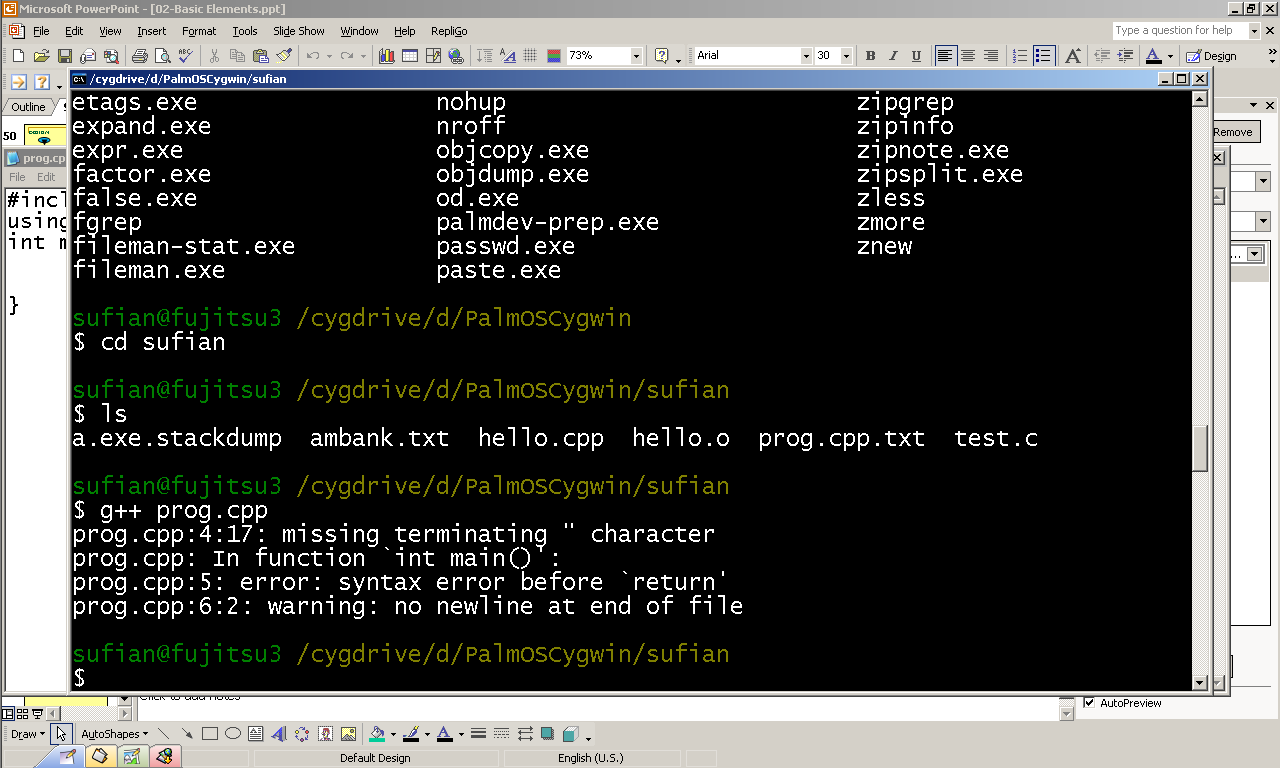 Microsoft PowerPoint - [02-Basic Elements.ppt]
File Edit View Insert Format Tools Slide Show Window Help RepliGo
Type a question for help
73% Arial 30 B I U Design
/cygdrive/d/PalmOSCygwin/sufian
Outline
50
Remove
prog.cp
File Edit
#incl
using
int m
}
etags.exe nohup zipgrep
expand.exe nroff zipinfo
expr.exe objcopy.exe zipnote.exe
factor.exe objdump.exe zipsplit.exe
false.exe od.exe zless
fgrep palmdev-prep.exe zmore
fileman-stat.exe passwd.exe znew
fileman.exe paste.exe
sufian@fujitsu3 /cygdrive/d/PalmOSCygwin
$ cd sufian
sufian@fujitsu3 /cygdrive/d/PalmOSCygwin/sufian
$ ls
a.exe.stackdump ambank.txt hello.cpp hello.o prog.cpp.txt test.c
sufian@fujitsu3 /cygdrive/d/PalmOSCygwin/sufian
$ g++ prog.cpp
prog.cpp:4:17: missing terminating " character
prog.cpp: In function `int main()':
prog.cpp:5: error: syntax error before `return'
prog.cpp:6:2: warning: no newline at end of file
sufian@fujitsu3 /cygdrive/d/PalmOSCygwin/sufian
$
Click to add notes
AutoPreview
Draw AutoShapes
Default Design English (U.S.)